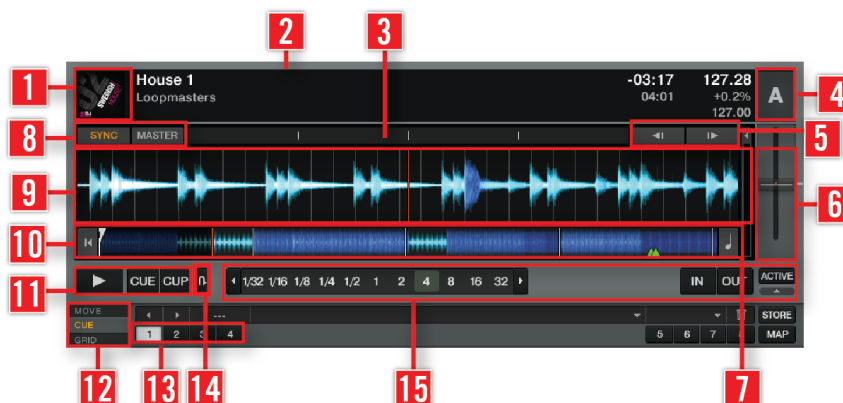 2
3
1
SWEDISH
House 1
Loopmasters
-03:17
04:01
127.28
+0.2%
127.00
A
4
8
SYNC
MASTER
5
9
6
10
11
CUE
CUP
1/32 1/16 1/8 1/4 1/2 1 2 4 8 16 32
IN
OUT
ACTIVE
MOVE
CUE
GRID
---
STORE
1 2 3 4
5 6 7 8
MAP
12
13
14
15
7